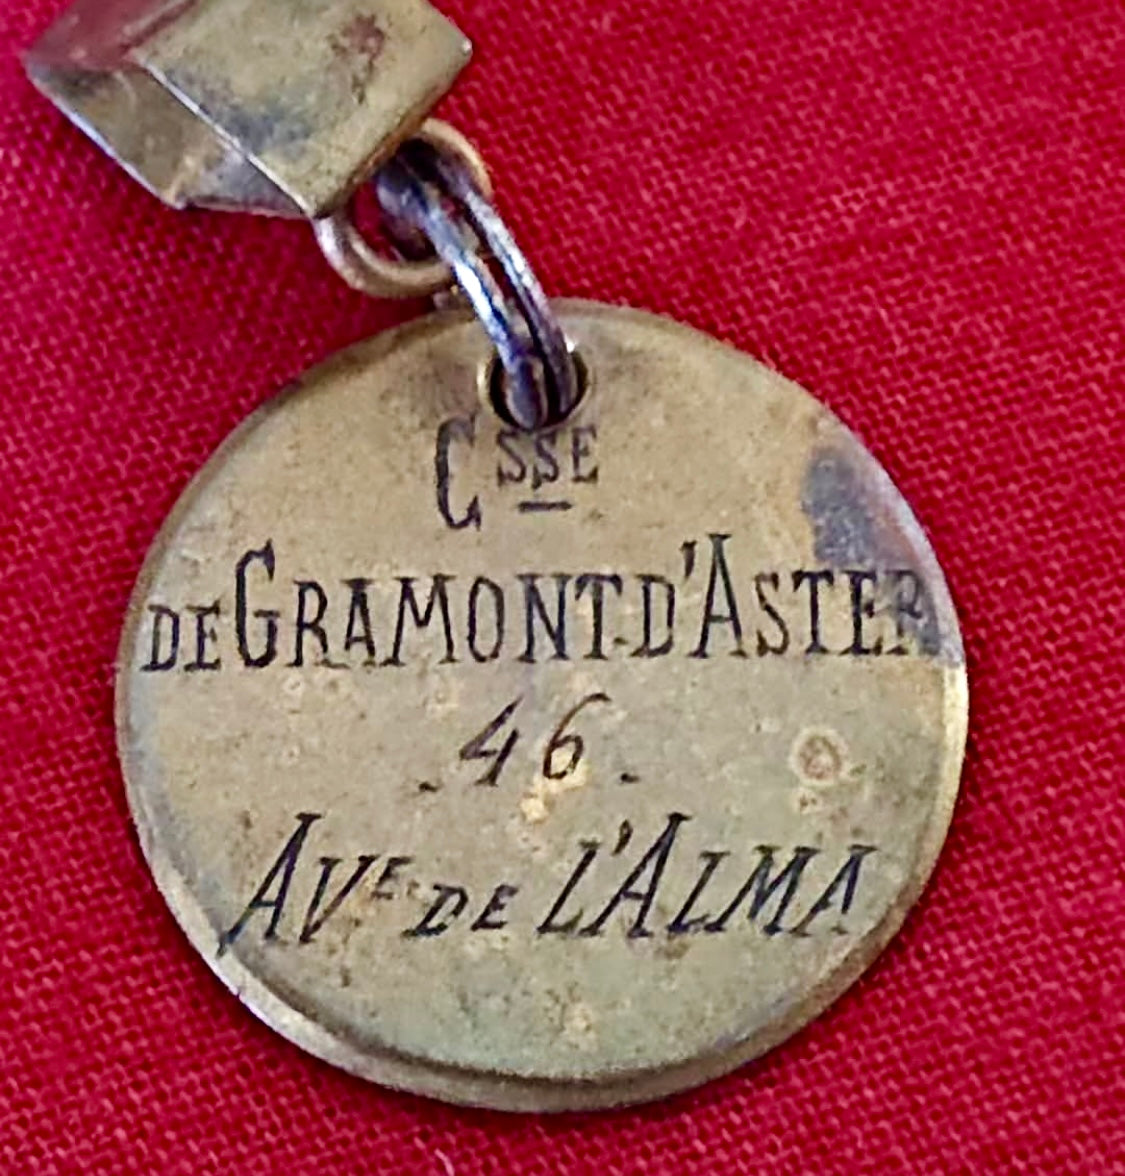 CSSE
DE GRAMONT.D'ASTER
.46.
AVE. DE L'ALMA